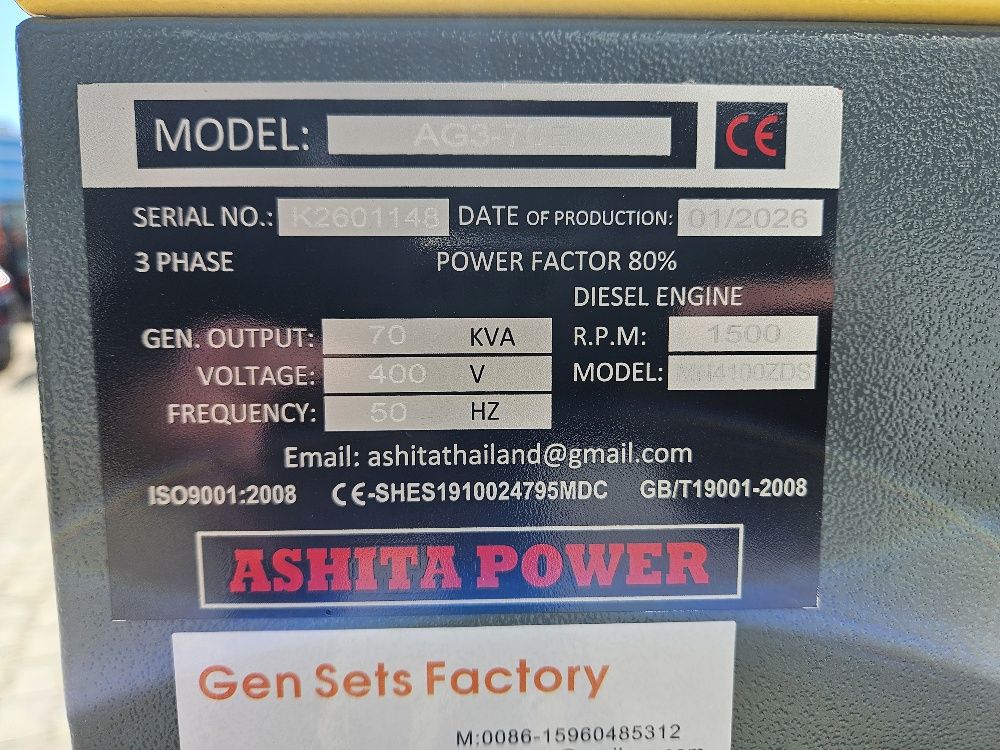 MODEL:
CE
SERIAL NO.: K2601148 DATE OF PRODUCTION: 01/2026
3 PHASE POWER FACTOR 80%
DIESEL ENGINE
GEN. OUTPUT: 70 KVA R.P.M: 1500
VOLTAGE: 400 V MODEL:
FREQUENCY: 50 HZ
Email: ashitathailand@gmail.com
ISO9001:2008 CE-SHES1910024795MDC GB/T19001-2008
ASHITA POWER
Gen Sets Factory
M:0086-15960485312